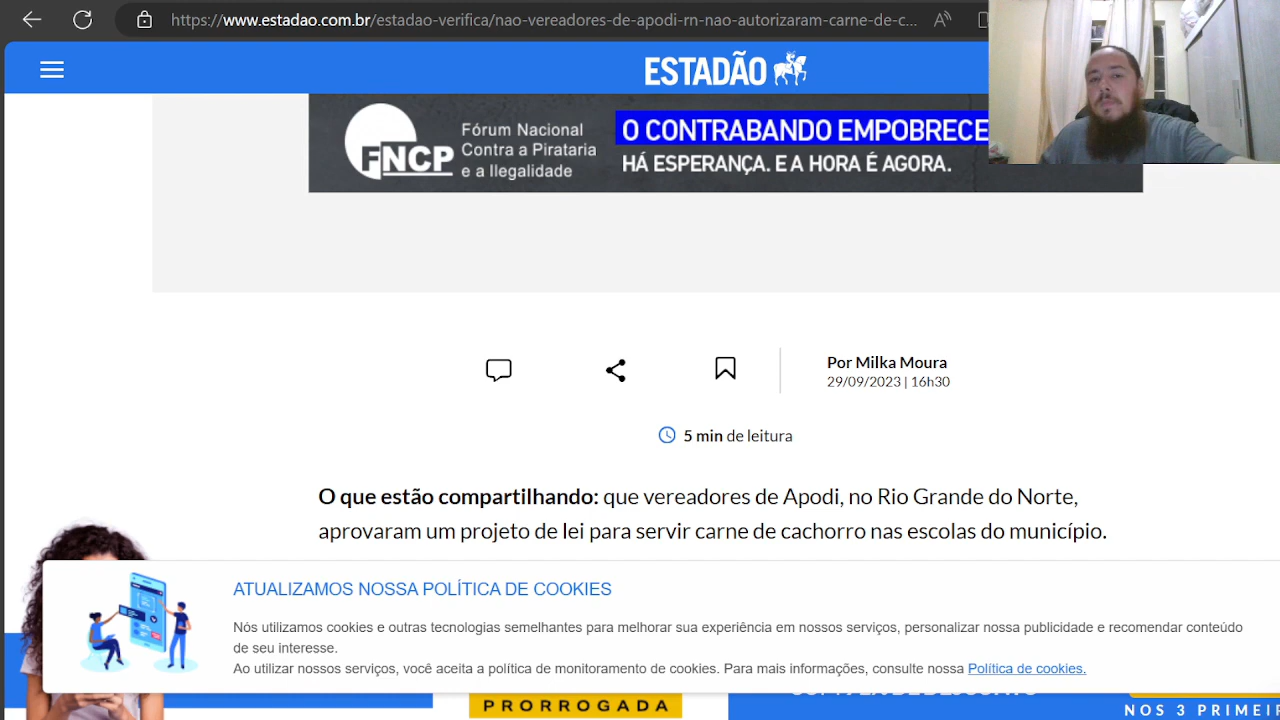 https://www.estadao.com.br/estadao-verifica/nao-vereadores-de-apodi-rn-nao-autorizaram-carne-de-c...
ESTADÃO
FNCP
Fórum Nacional
Contra a Pirataria
e a Ilegalidade
O CONTRABANDO EMPOBRECE
HÁ ESPERANÇA. E A HORA É AGORA.
Por Milka Moura
29/09/2023 | 16h30
5 min de leitura
O que estão compartilhando: que vereadores de Apodi, no Rio Grande do Norte,
aprovaram um projeto de lei para servir carne de cachorro nas escolas do município.
ATUALIZAMOS NOSSA POLÍTICA DE COOKIES
Nós utilizamos cookies e outras tecnologias semelhantes para melhorar sua experiência em nossos serviços, personalizar nossa publicidade e recomendar conteúdo
de seu interesse.
Ao utilizar nossos serviços, você aceita a política de monitoramento de cookies. Para mais informações, consulte nossa Política de cookies.
PRORROGADA
NOS 3 PRIMEI